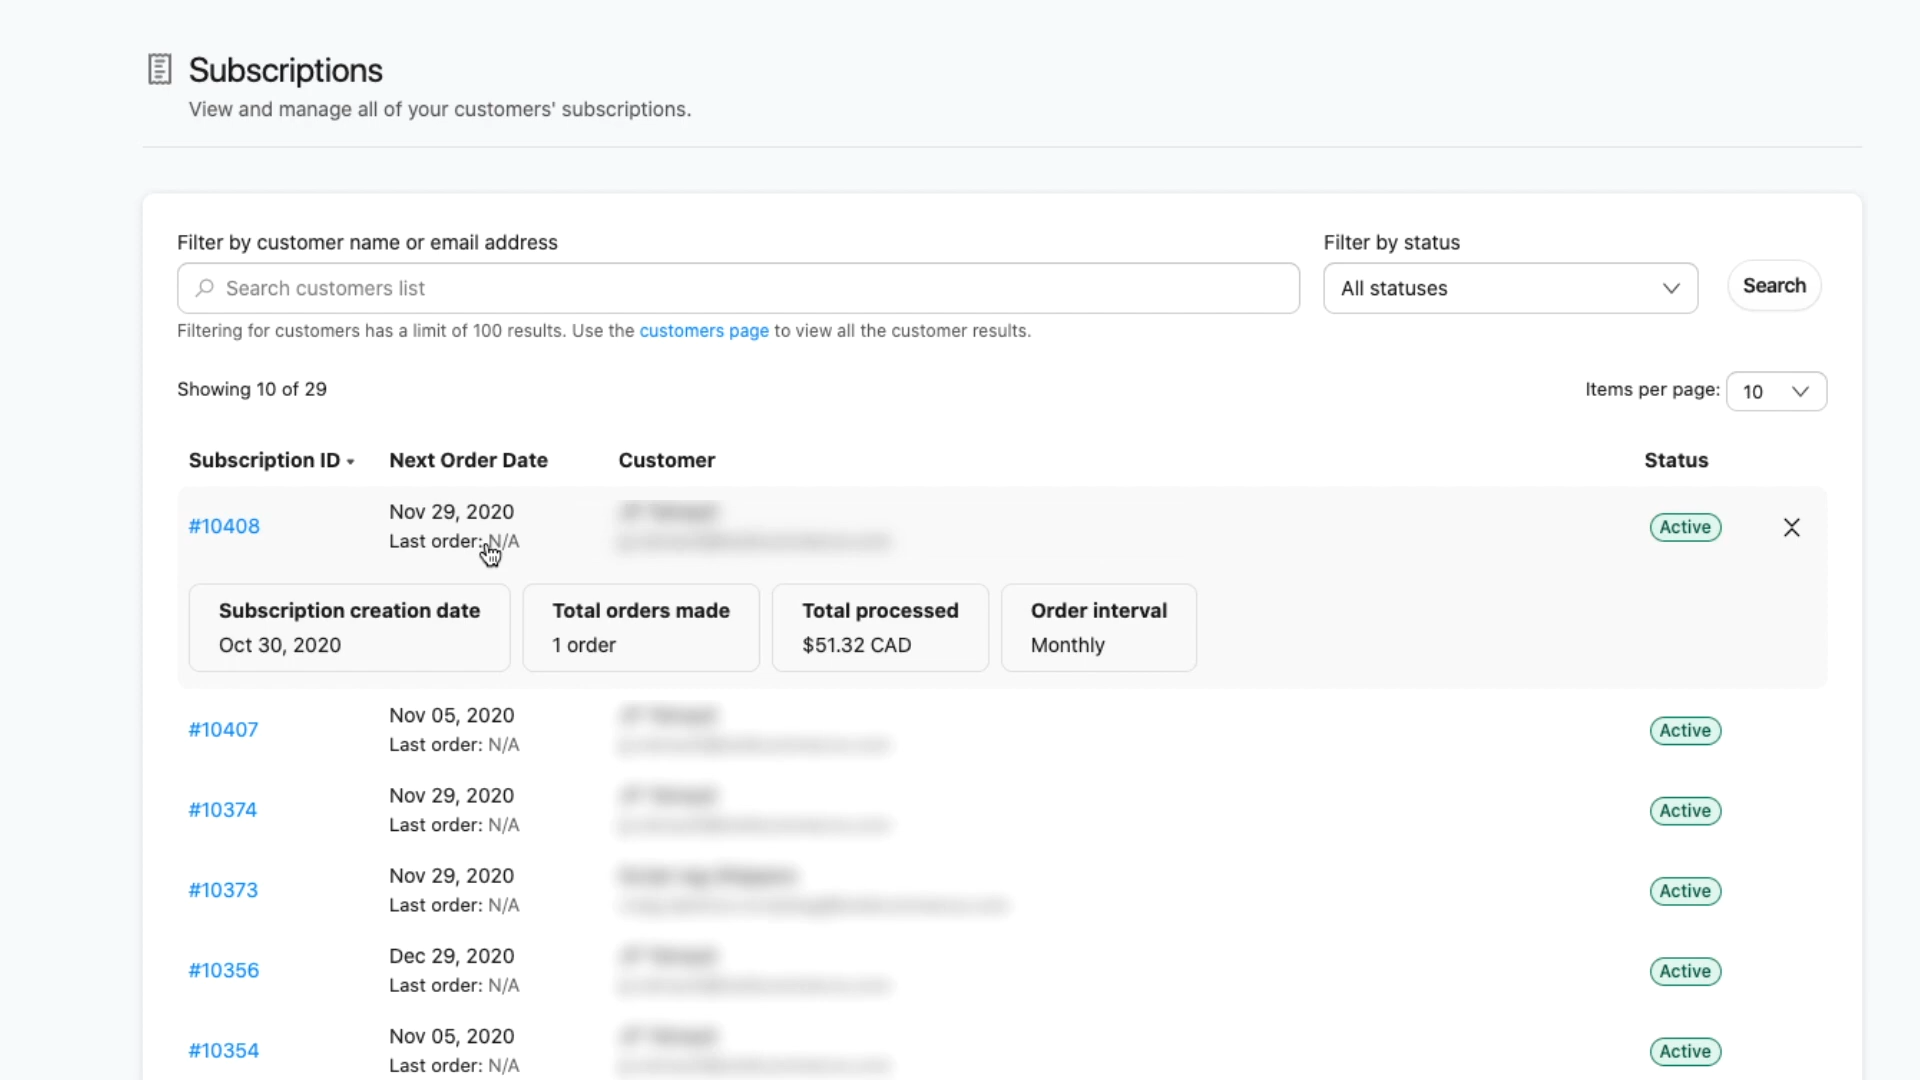 Subscriptions
View and manage all of your customers' subscriptions.
Filter by customer name or email address
Filter by status
Search customers list
All statuses
Search
Filtering for customers has a limit of 100 results. Use the customers page to view all the customer results.
Showing 10 of 29
Items per page: 10
Subscription ID Next Order Date Customer Status
#10408
Nov 29, 2020
Last order: N/A
Active
Subscription creation date
Oct 30, 2020
Total orders made
1 order
Total processed
$51.32 CAD
Order interval
Monthly
#10407
Nov 05, 2020
Last order: N/A
Active
#10374
Nov 29, 2020
Last order: N/A
Active
#10373
Nov 29, 2020
Last order: N/A
Active
#10356
Dec 29, 2020
Last order: N/A
Active
#10354
Nov 05, 2020
Last order: N/A
Active